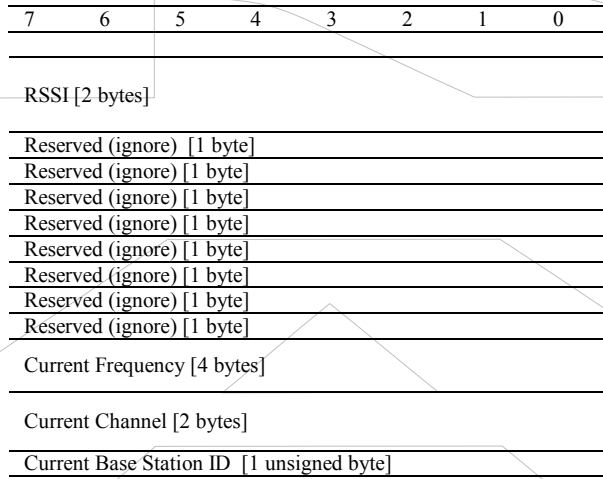 7 6 5 4 3 2 1 0
RSSI [2 bytes]
Reserved (ignore)  [1 byte]
Reserved (ignore) [1 byte]
Reserved (ignore) [1 byte]
Reserved (ignore) [1 byte]
Reserved (ignore) [1 byte]
Reserved (ignore) [1 byte]
Reserved (ignore) [1 byte]
Reserved (ignore) [1 byte]
Current Frequency [4 bytes]
Current Channel [2 bytes]
Current Base Station ID  [1 unsigned byte]